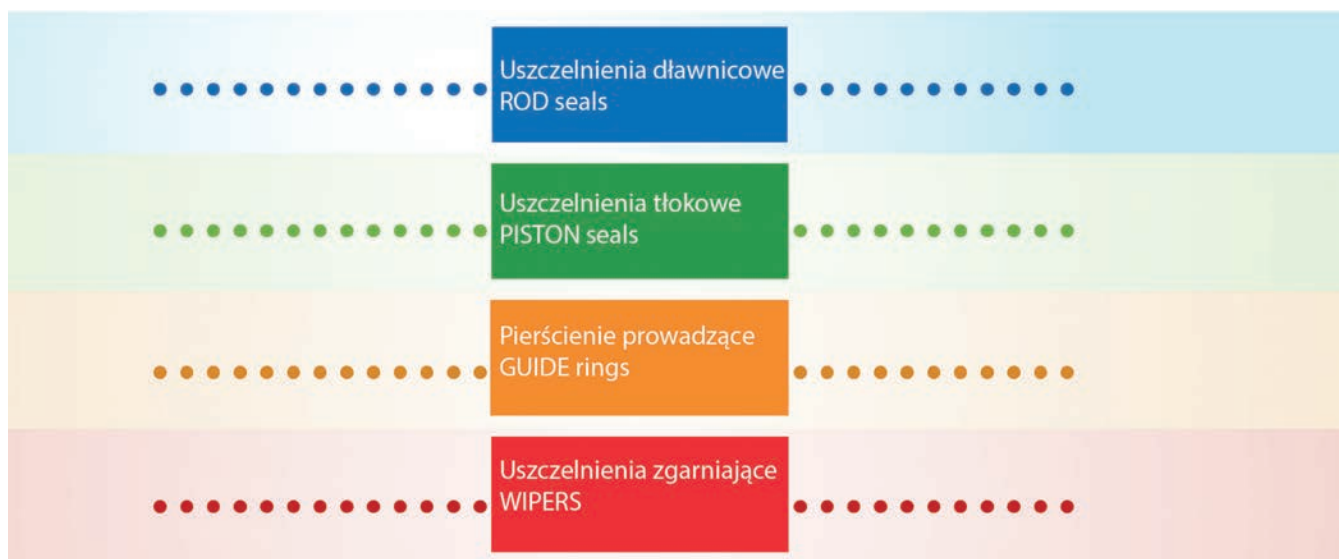 Uszczelnienia dławnicowe
ROD seals
Uszczelnienia tłokowe
PISTON seals
Pierścienie prowadzące
GUIDE rings
Uszczelnienia zgarniające
WIPERS